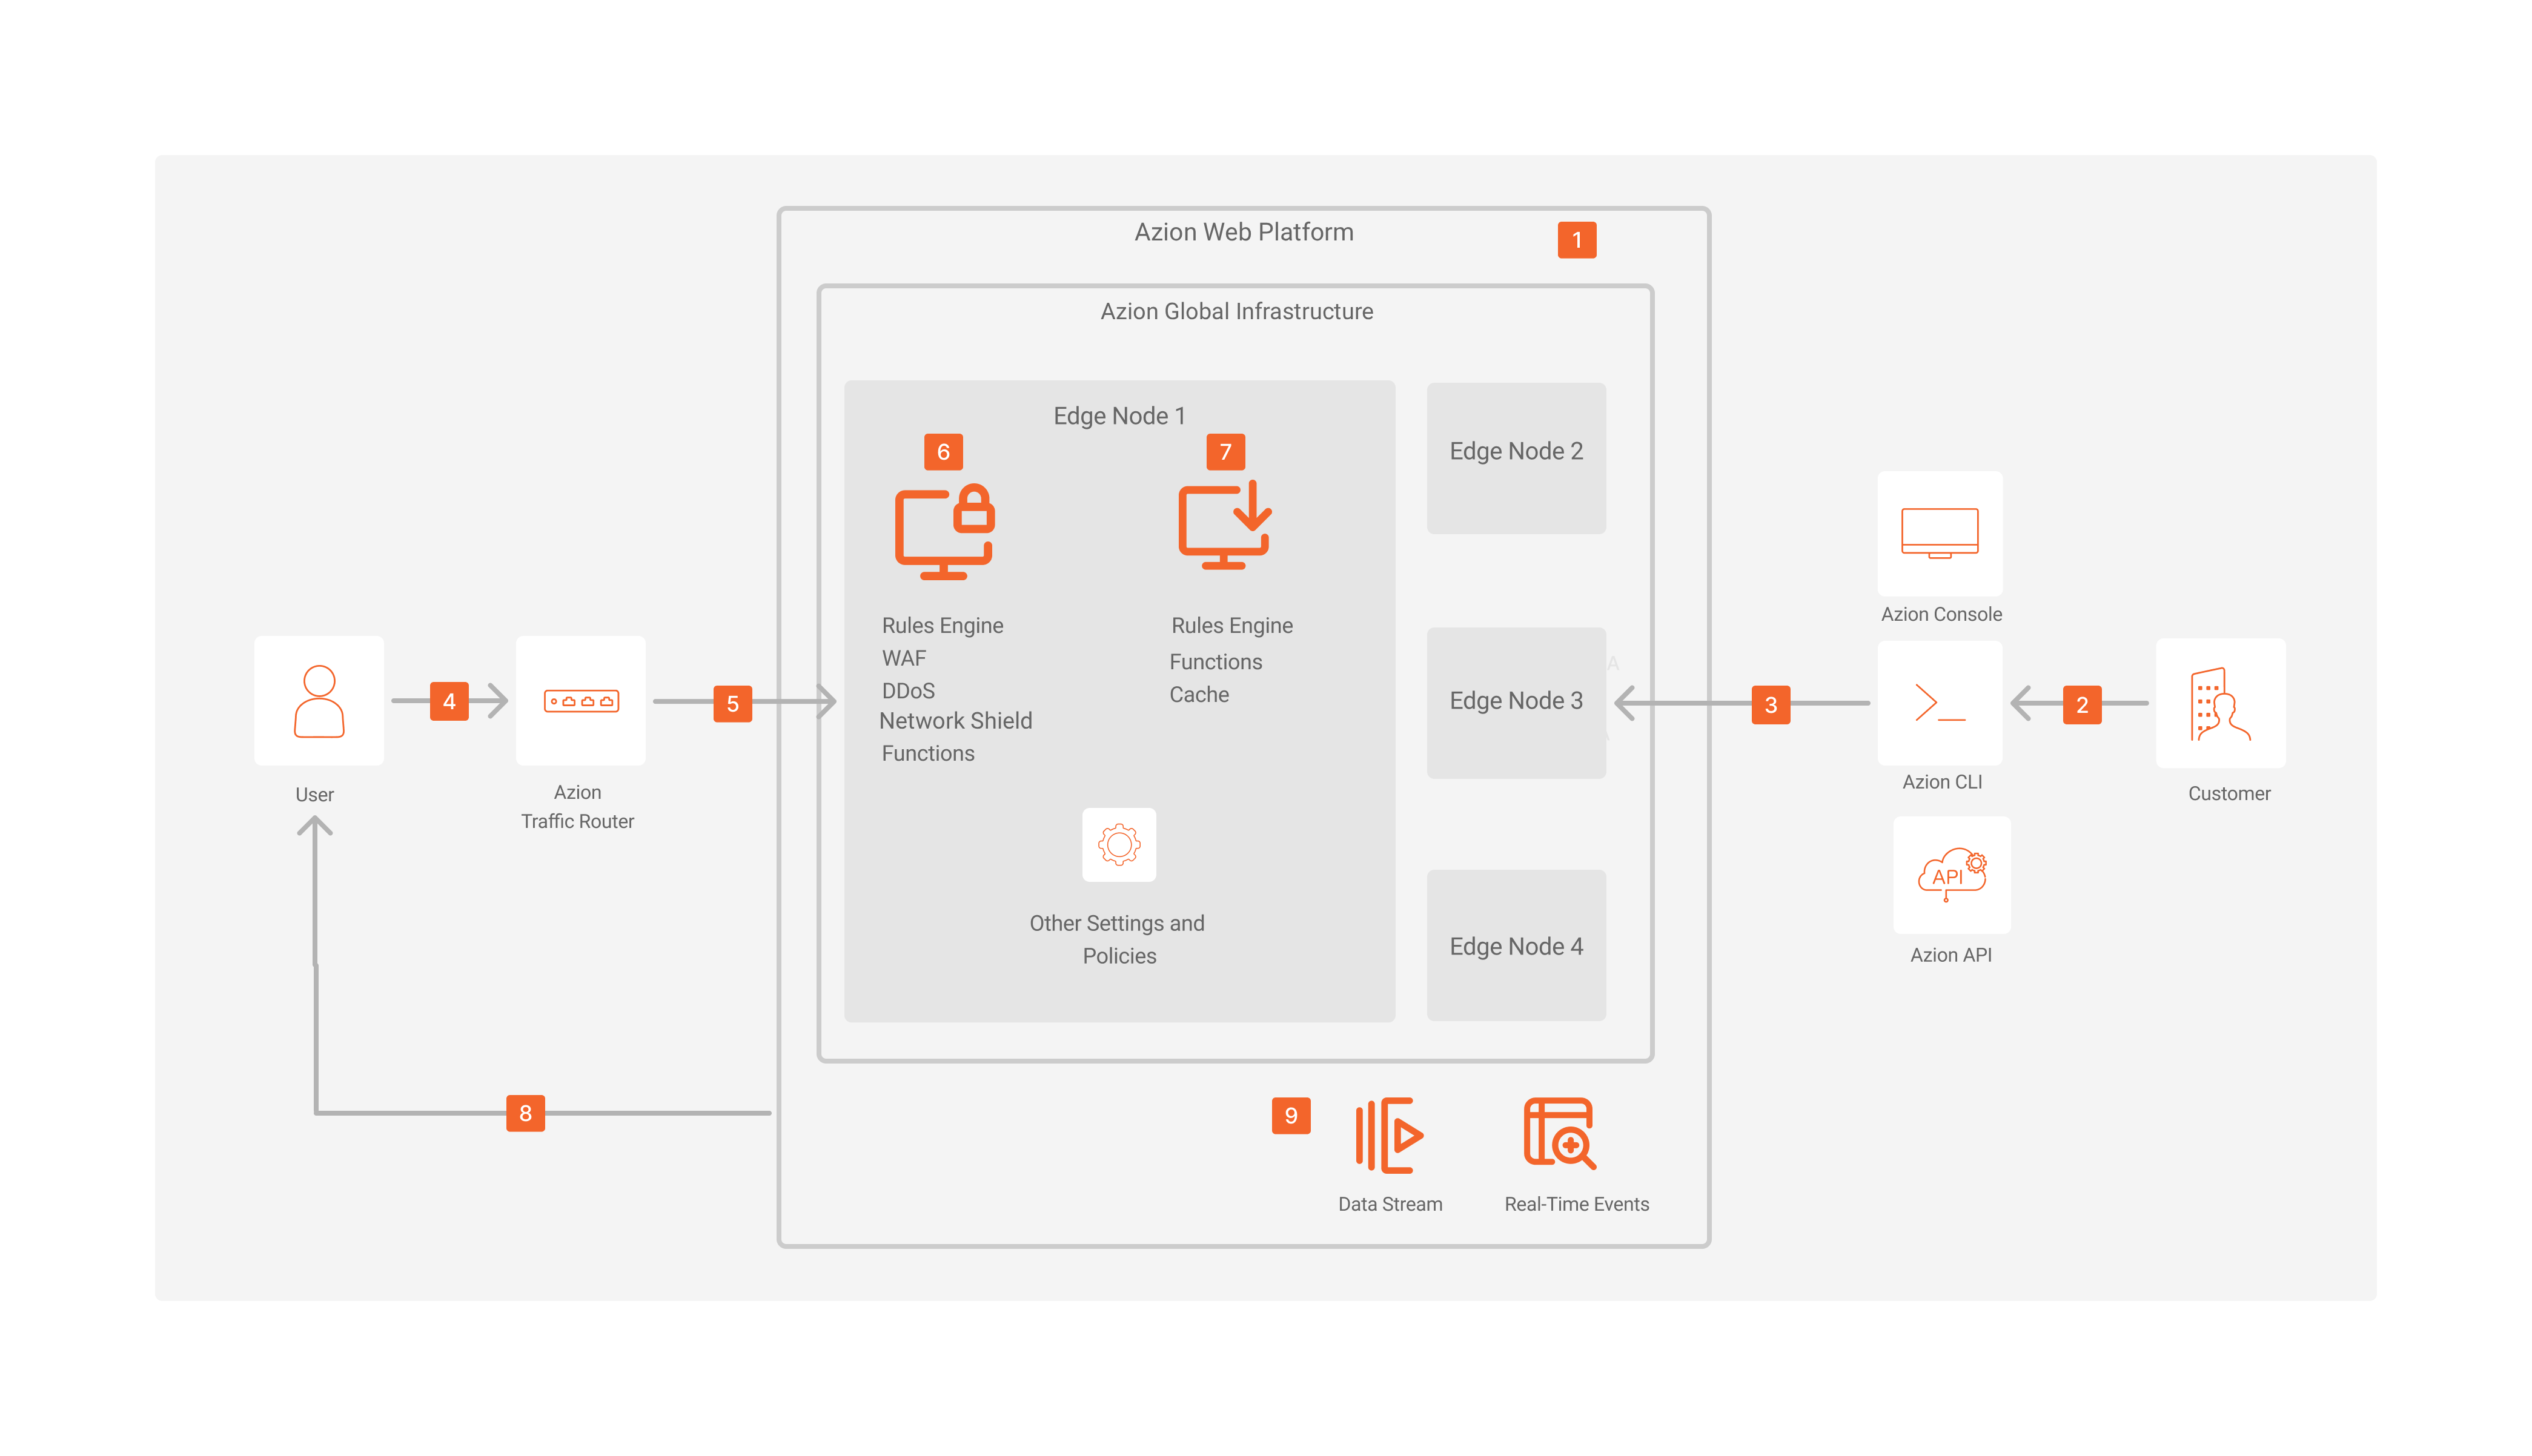 Azion Web Platform
1
Azion Global Infrastructure
Edge Node 1
6
7
Rules Engine
WAF
DDoS
Network Shield
Functions
Rules Engine
Functions
Cache
Other Settings and
Policies
Edge Node 2
Edge Node 3
Edge Node 4
User
4
Azion
Traffic Router
5
8
9
Data Stream
Real-Time Events
3
Azion Console
Azion CLI
API
Azion API
2
Customer
A